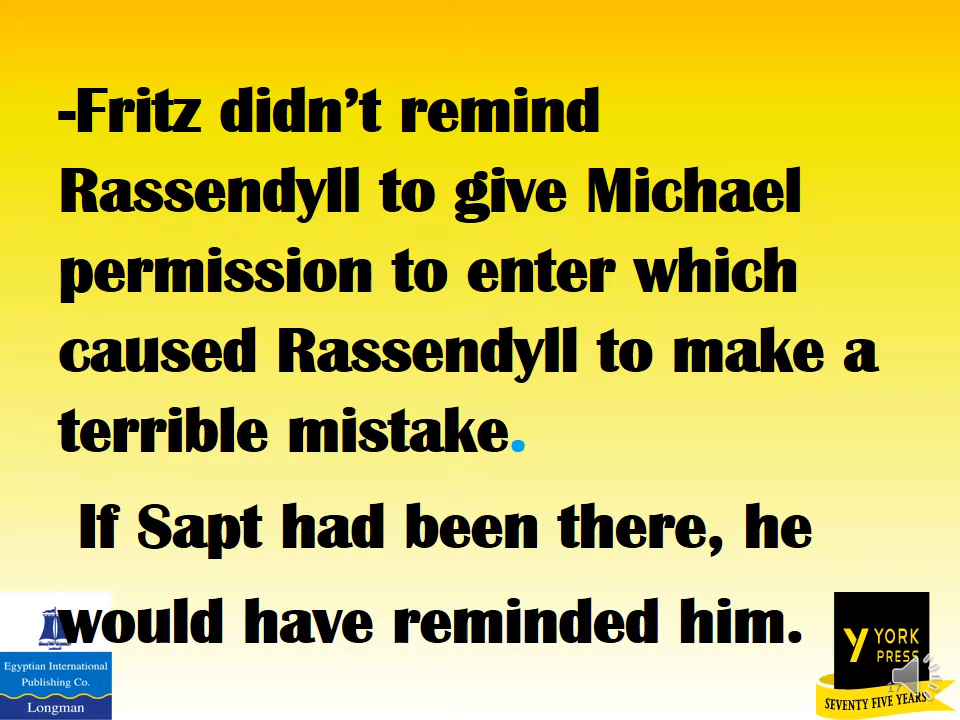 -Fritz didn’t remind
Rassendyll to give Michael
permission to enter which
caused Rassendyll to make a
terrible mistake.
If Sapt had been there, he
would have reminded him.
Egyptian International
Publishing Co.
Longman
YORK
PRESS
SEVENTY FIVE YEARS
17